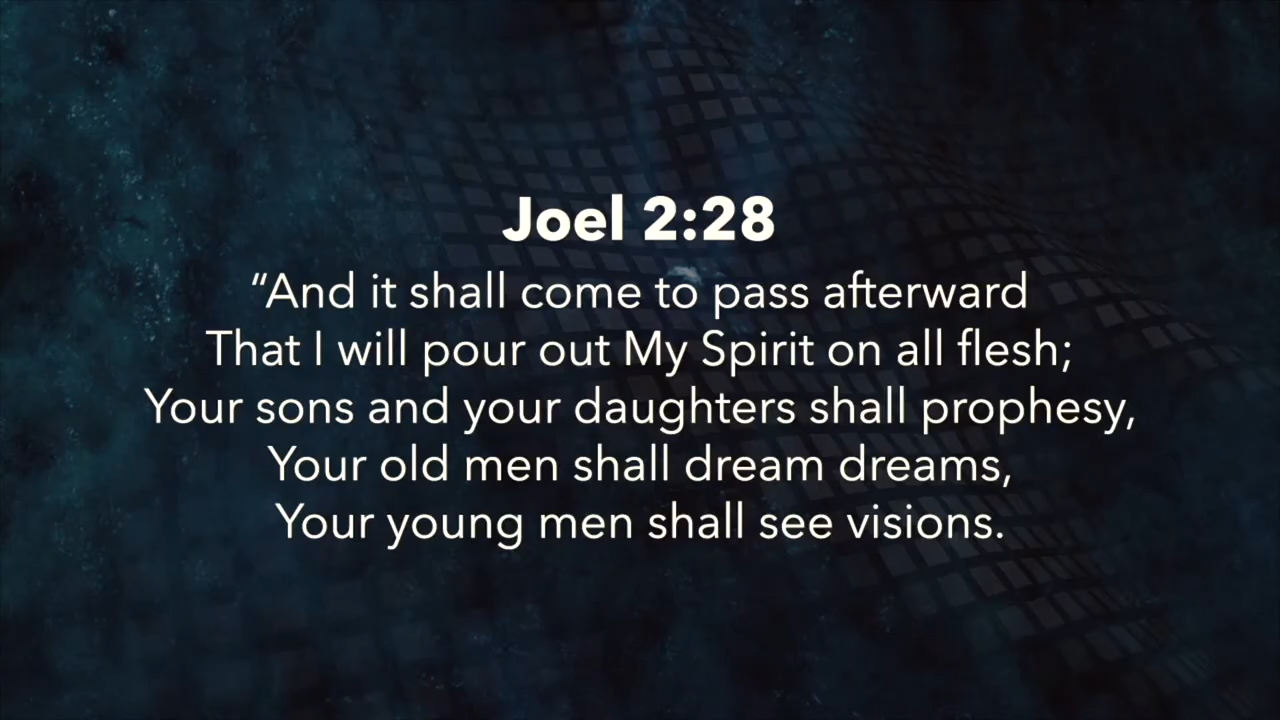 Joel 2:28
“And it shall come to pass afterward
That I will pour out My Spirit on all flesh;
Your sons and your daughters shall prophesy,
Your old men shall dream dreams,
Your young men shall see visions.